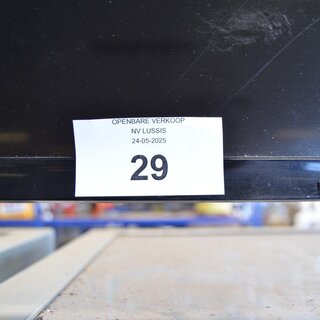 OPENBARE VERKOOP
NV LUSSIS
24-05-2025
29